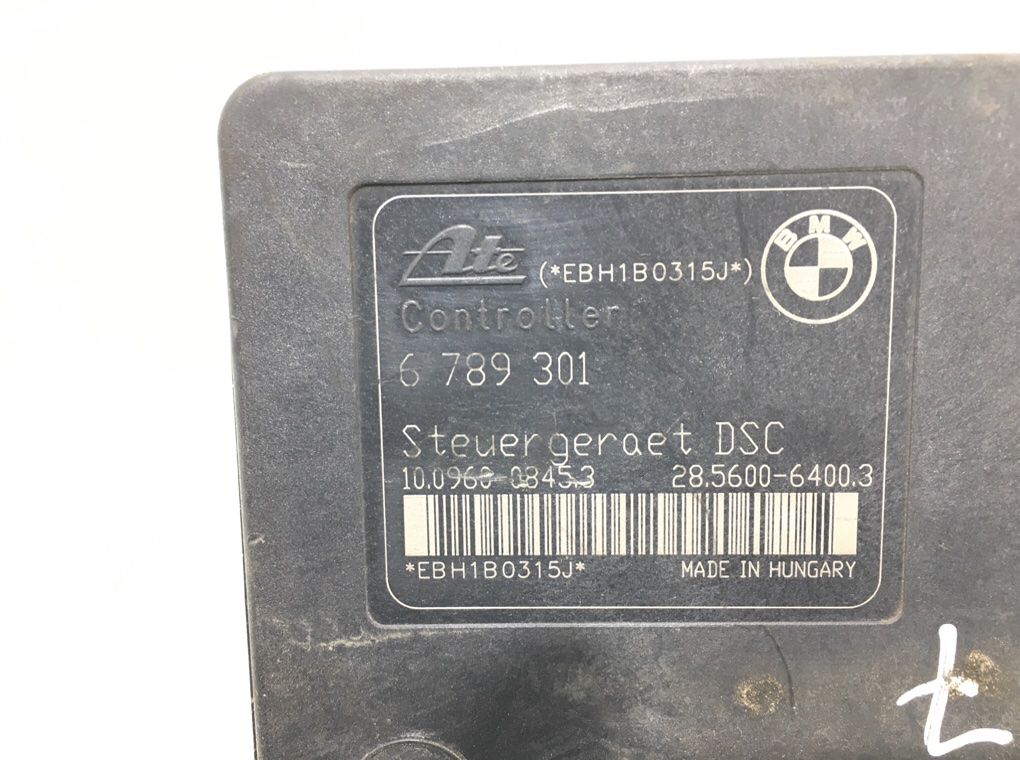 Ate (*EBH1B0315J*) BMW
Controller
6 789 301
Steuergeraet DSC
10.0960-0845.3 28.5600-6400.3
*EBH1B0315J* MADE IN HUNGARY